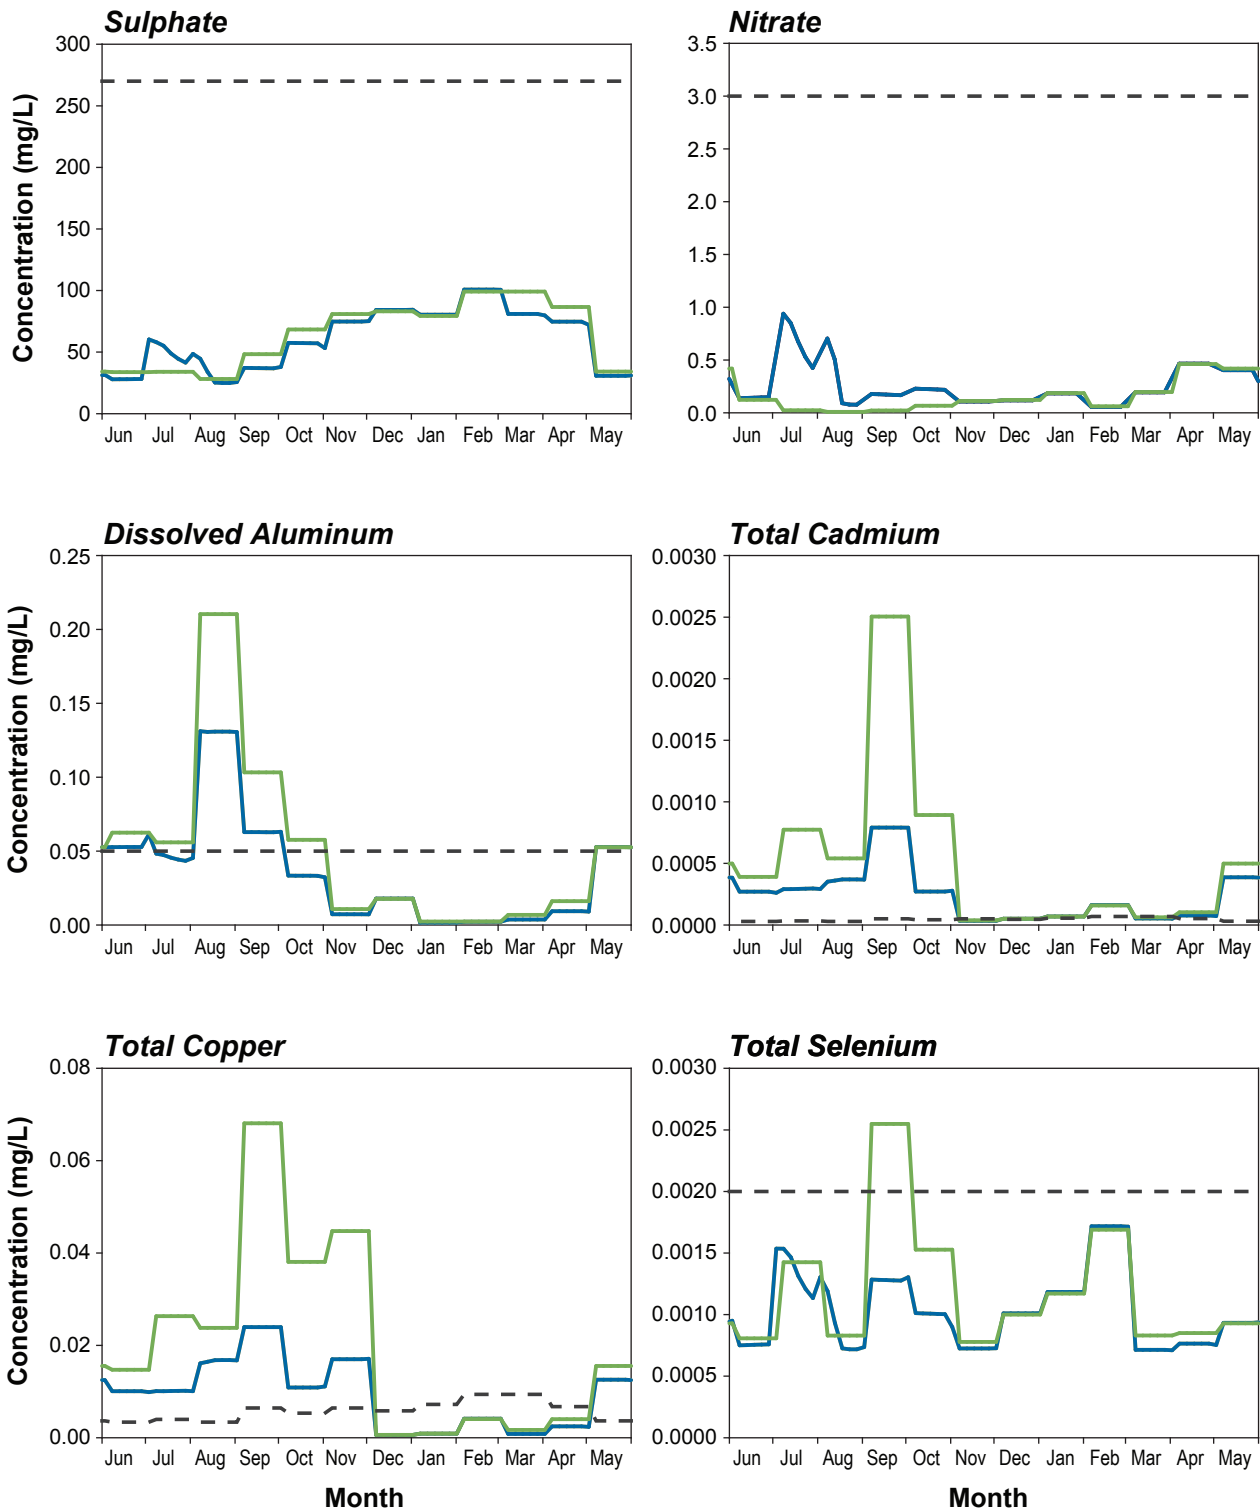 Sulphate
Concentration (mg/L)
300
250
200
150
100
50
0
Jun Jul Aug Sep Oct Nov Dec Jan Feb Mar Apr May
Nitrate
3.5
3.0
2.5
2.0
1.5
1.0
0.5
0.0
Jun Jul Aug Sep Oct Nov Dec Jan Feb Mar Apr May
Dissolved Aluminum
Concentration (mg/L)
0.25
0.20
0.15
0.10
0.05
0.00
Jun Jul Aug Sep Oct Nov Dec Jan Feb Mar Apr May
Total Cadmium
0.0030
0.0025
0.0020
0.0015
0.0010
0.0005
0.0000
Jun Jul Aug Sep Oct Nov Dec Jan Feb Mar Apr May
Total Copper
Concentration (mg/L)
0.08
0.06
0.04
0.02
0.00
Jun Jul Aug Sep Oct Nov Dec Jan Feb Mar Apr May
Month
Total Selenium
0.0030
0.0025
0.0020
0.0015
0.0010
0.0005
0.0000
Jun Jul Aug Sep Oct Nov Dec Jan Feb Mar Apr May
Month